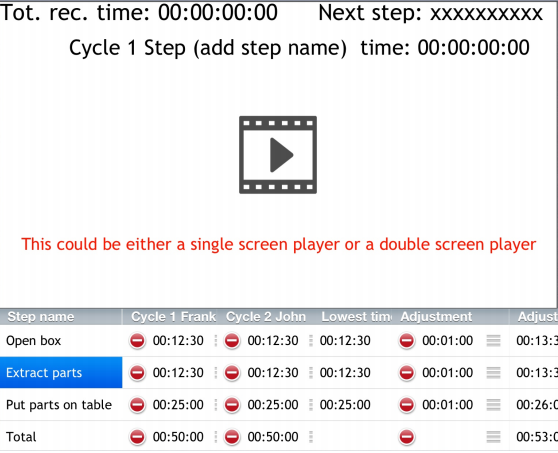 Tot. rec. time: 00:00:00:00 Next step: xxxxxxxxxx
Cycle 1 Step (add step name) time: 00:00:00:00
This could be either a single screen player or a double screen player
Step name Cycle 1 Frank Cycle 2 John Lowest tim Adjustment Adjust
Open box 00:12:30 00:12:30 00:12:30 00:01:00 00:13:3
Extract parts 00:12:30 00:12:30 00:12:30 00:01:00 00:13:3
Put parts on table 00:25:00 00:25:00 00:25:00 00:01:00 00:26:0
Total 00:50:00 00:50:00 00:53:0